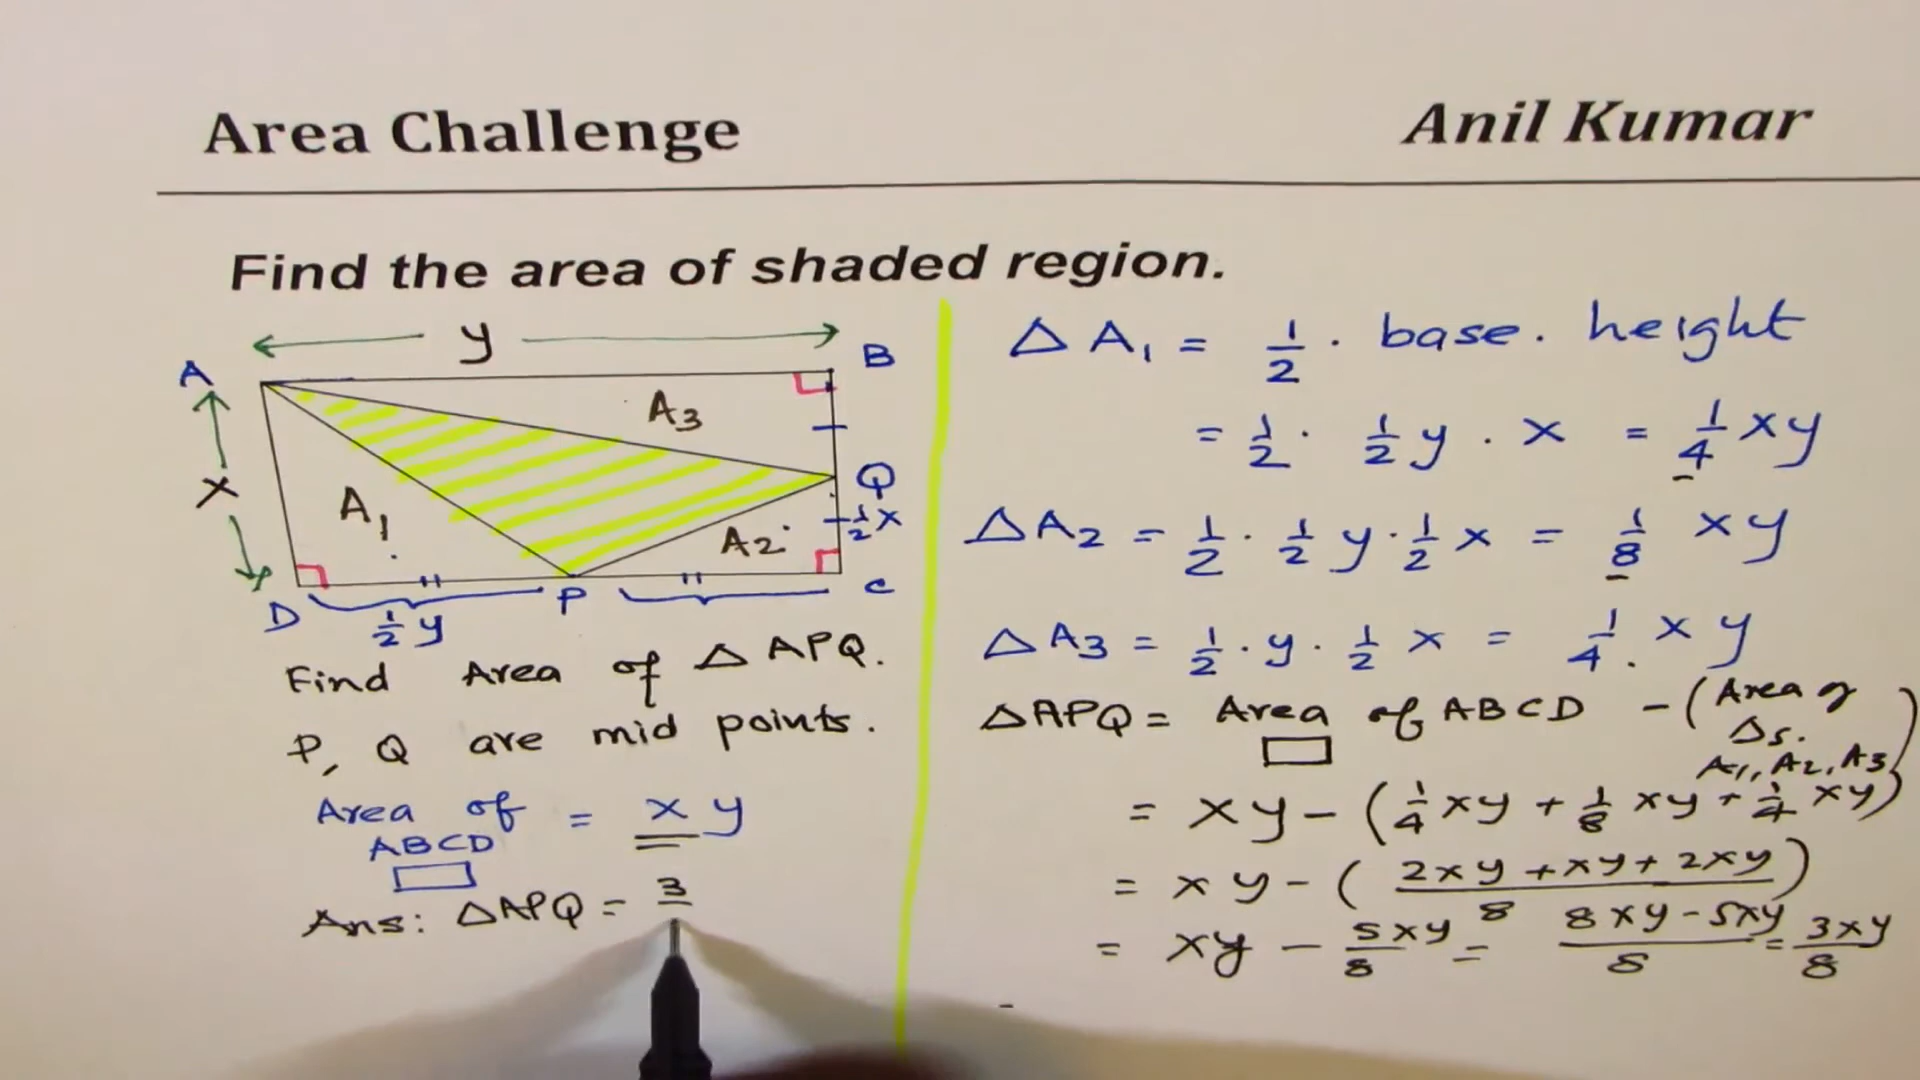 Area Challenge
Anil Kumar
Find the area of shaded region.
y
A
B
A3
x
A1
Q
½x
A2
D
½ y
P
C
Find Area of △ APQ.
P, Q are mid points.
Area of ABCD ▭ = xy
Ans: △APQ = 3
△ A1 = 1/2 · base · height
= 1/2 · 1/2 y · x = 1/4 xy
△A2 = 1/2 · 1/2 y · 1/2 x = 1/8 xy
△A3 = 1/2 · y · 1/2 x = 1/4 · xy
△APQ = Area of ABCD ▭ - (Area of △s. A1, A2, A3)
= xy - (1/4 xy + 1/8 xy + 1/4 xy)
= xy - ( (2xy + xy + 2xy)/8 )
= xy - 5xy/8 = (8xy - 5xy)/8 = 3xy/8